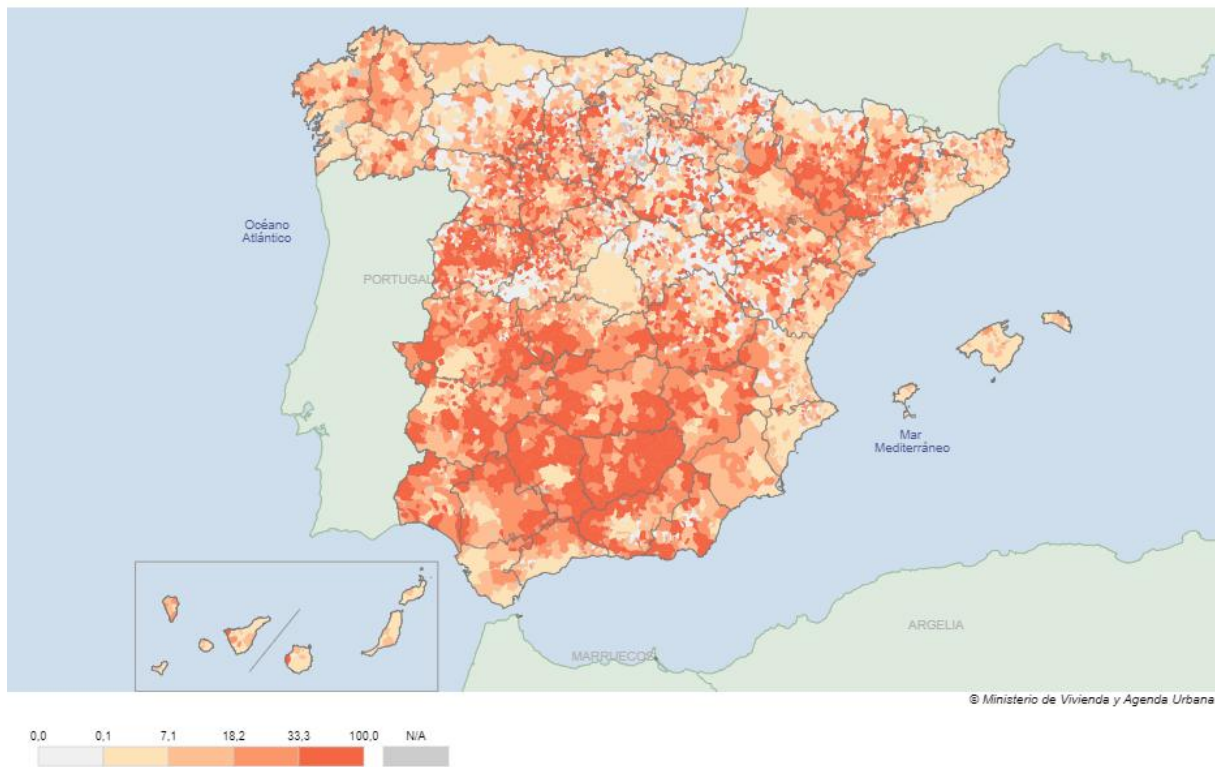 Océano
Atlántico
PORTUGAL
Mar
Mediterráneo
ARGELIA
MARRUECOS
© Ministerio de Vivienda y Agenda Urbana
0,0 0,1 7,1 18,2 33,3 100,0 N/A